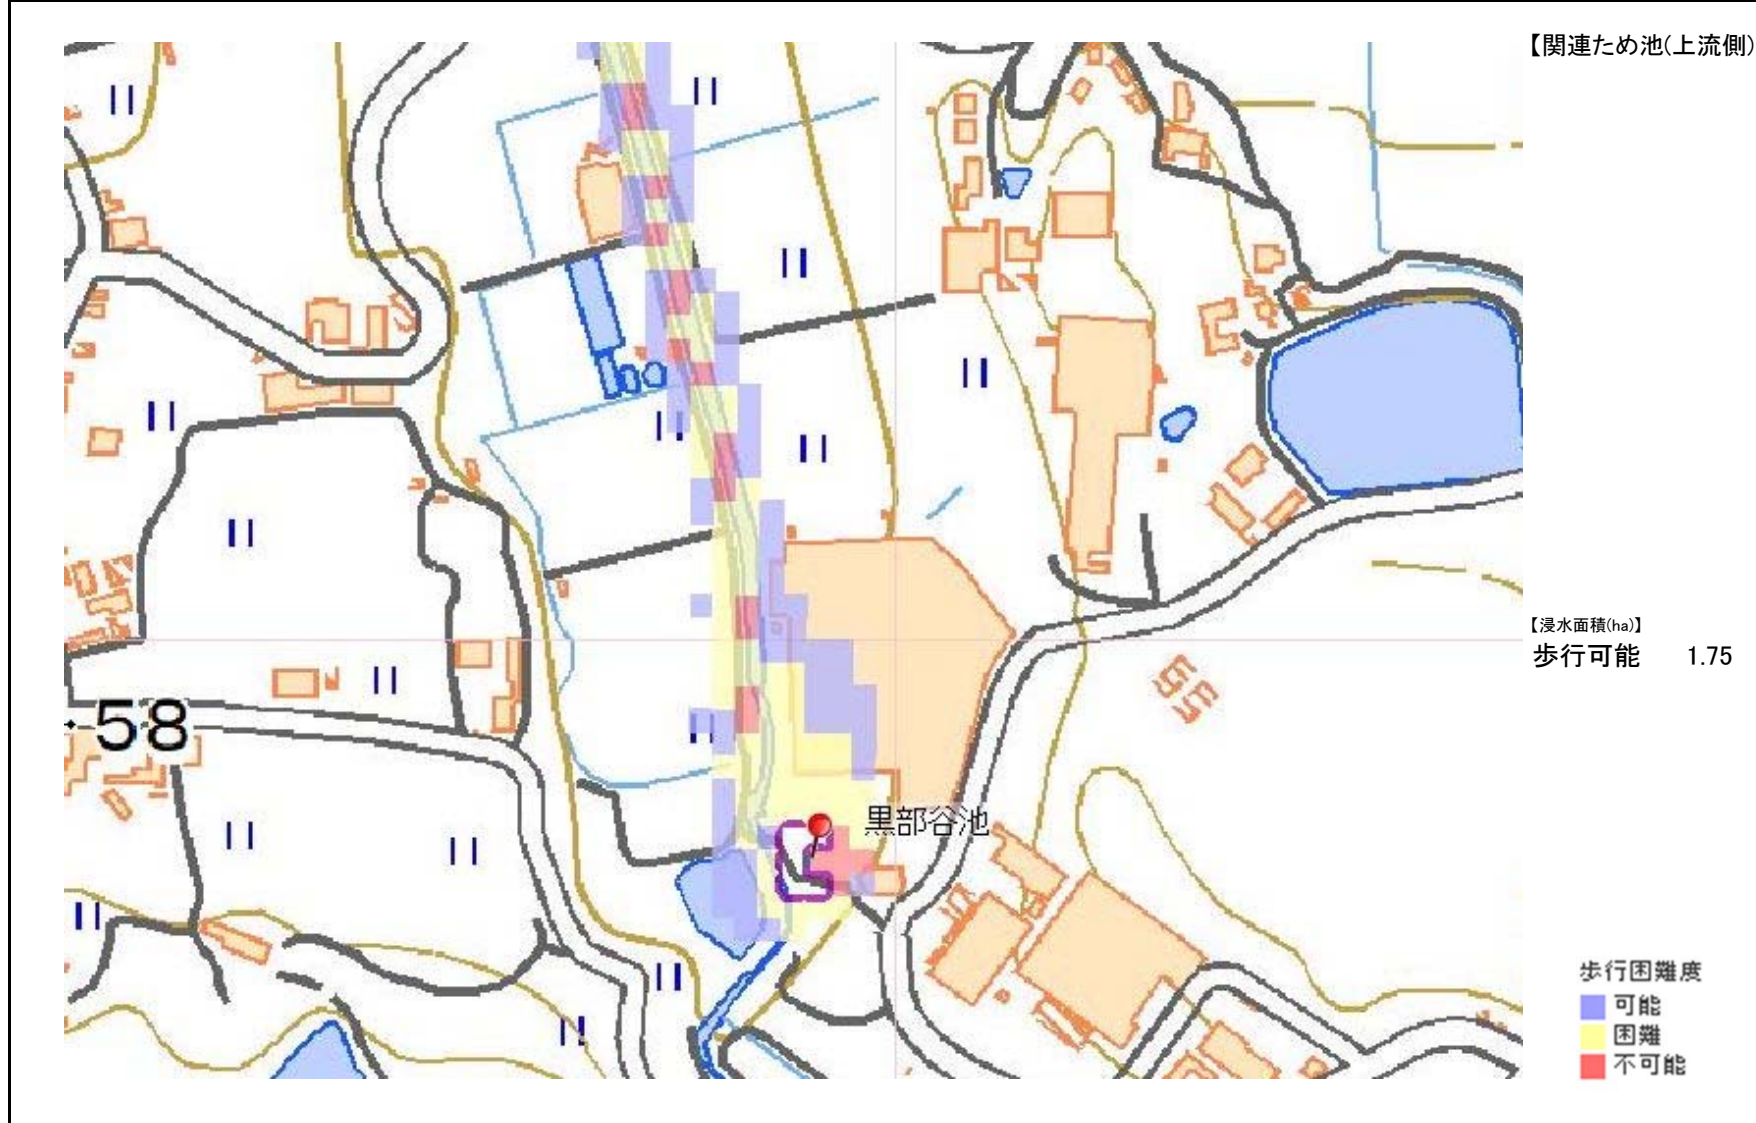 【関連ため池(上流側)
【浸水面積(ha)】
歩行可能 1.75
65
・58
黒部谷池
歩行困難度
可能
困難
不可能